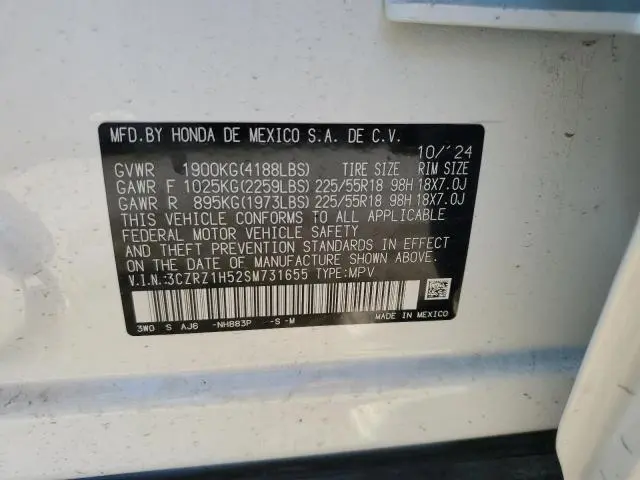 MFD.BY HONDA DE MEXICO S.A. DE C.V.
10/'24
GVWR 1900KG(4188LBS) TIRE SIZE RIM SIZE
GAWR F 1025KG(2259LBS) 225/55R18 98H 18X7.0J
GAWR R 895KG(1973LBS) 225/55R18 98H 18X7.0J
THIS VEHICLE CONFORMS TO ALL APPLICABLE
FEDERAL MOTOR VEHICLE SAFETY
AND THEFT PREVENTION STANDARDS IN EFFECT
ON THE DATE OF MANUFACTURE SHOWN ABOVE.
V.I.N.:3CZRZ1H52SM731655 TYPE:MPV
3W0 S AJ6 -NH883P --S -M MADE IN MEXICO